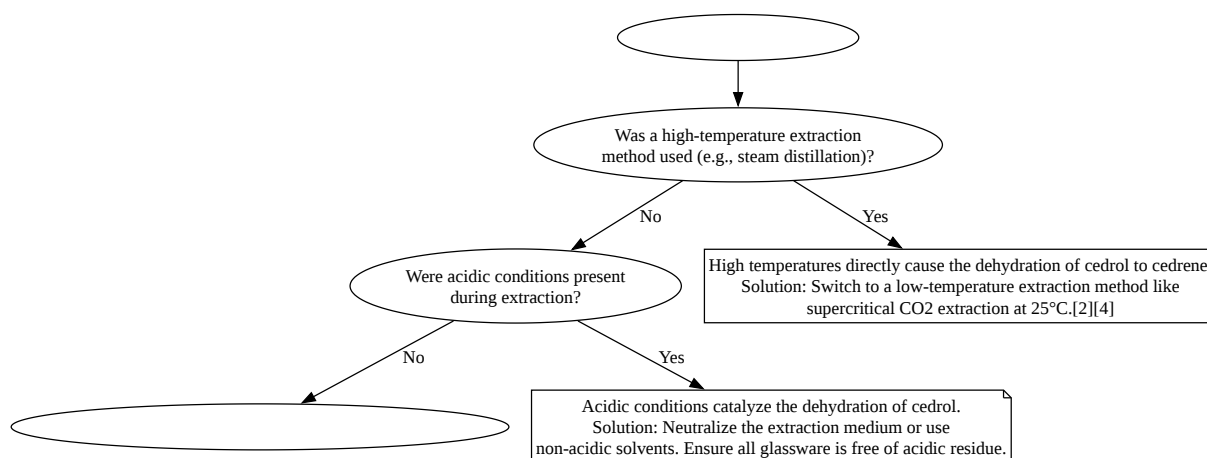 Was a high-temperature extraction
method used (e.g., steam distillation)?
No
Yes
Were acidic conditions present
during extraction?
High temperatures directly cause the dehydration of cedrol to cedrene
Solution: Switch to a low-temperature extraction method like
supercritical CO2 extraction at 25°C.[2][4]
No
Yes
Acidic conditions catalyze the dehydration of cedrol.
Solution: Neutralize the extraction medium or use
non-acidic solvents. Ensure all glassware is free of acidic residue.